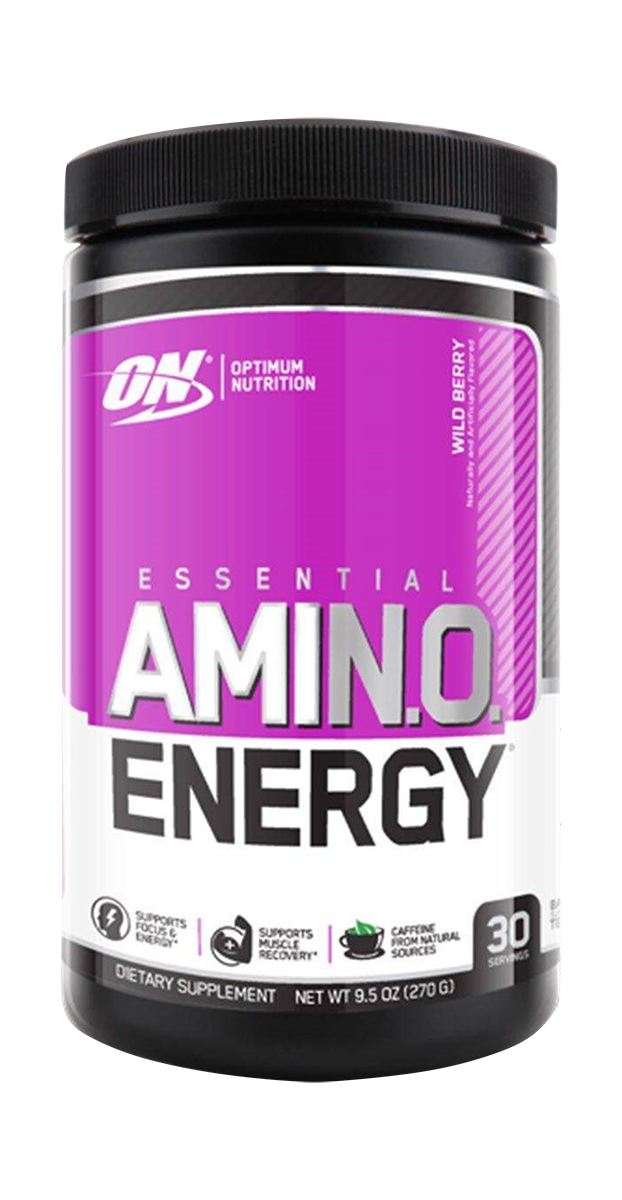 ON®
OPTIMUM
NUTRITION
WILD BERRY
Naturally and Artificially Flavored
ESSENTIAL
AMIN.O.
ENERGY
SUPPORTS
FOCUS &
ENERGY*
SUPPORTS
MUSCLE
RECOVERY*
CAFFEINE
FROM NATURAL
SOURCES
30
SERVINGS
DIETARY SUPPLEMENT NET WT 9.5 OZ (270 G)